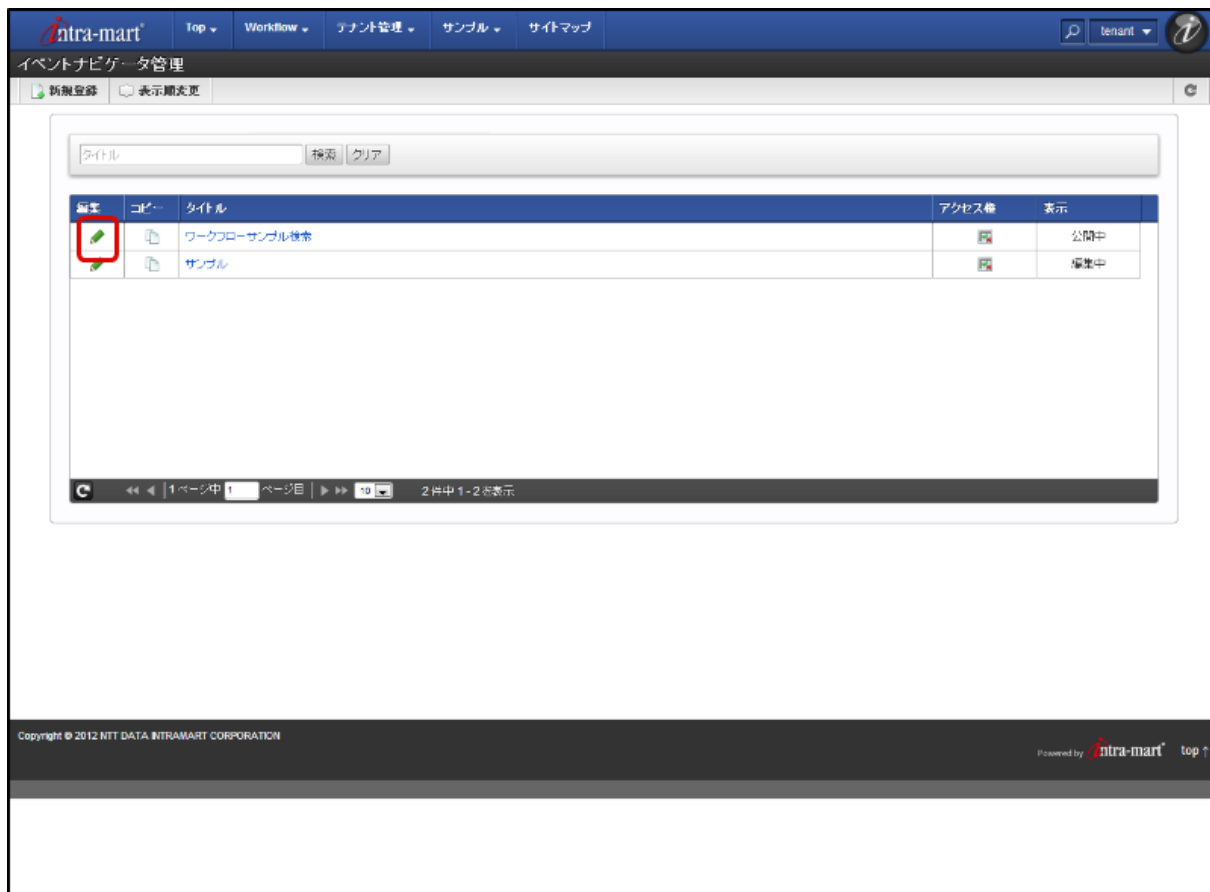 intra-mart Top Workflow テナント管理 サンプル サイトマップ tenant
イベントナビゲータ管理
新規登録 表示順変更
タイトル 検索 クリア
編集 コピー タイトル アクセス権 表示
ワークフローサンプル検索 公開中
サンプル 編集中
1 ページ中 1 ページ目 10 2 件中 1 - 2 を表示
Copyright © 2012 NTT DATA INTRAMART CORPORATION
Powered by intra-mart top ↑